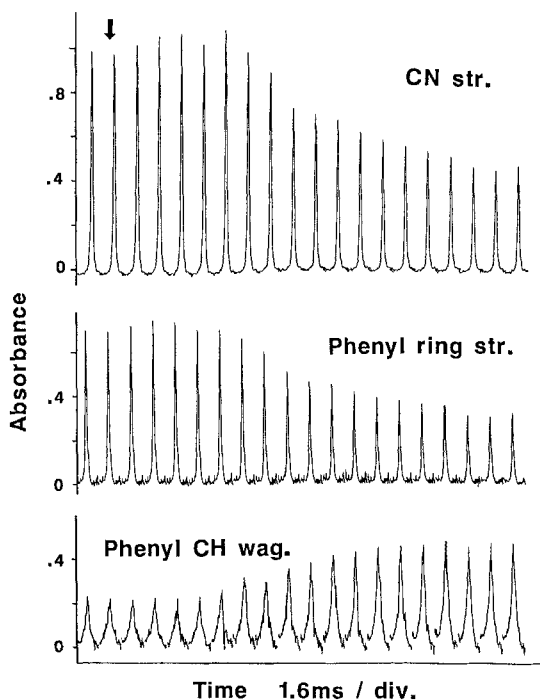 CN str.
.8
.4
0
Absorbance
Phenyl ring str.
.4
0
Phenyl CH wag.
.4
0
Time 1.6ms / div.